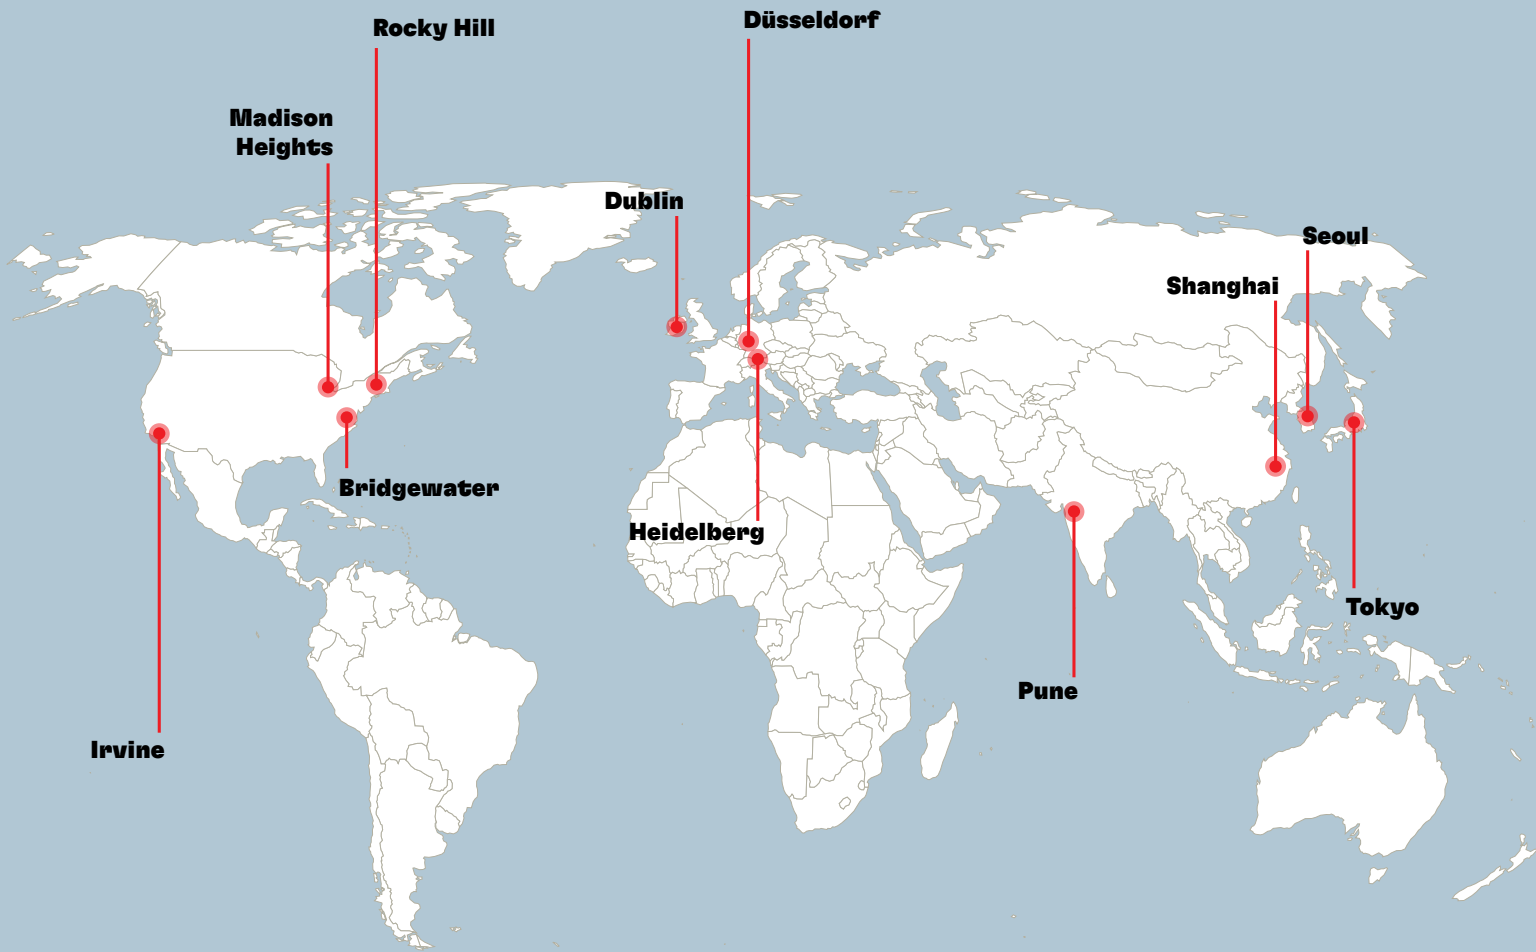 Düsseldorf
Rocky Hill
Madison
Heights
Dublin
Seoul
Shanghai
Bridgewater
Heidelberg
Tokyo
Pune
Irvine